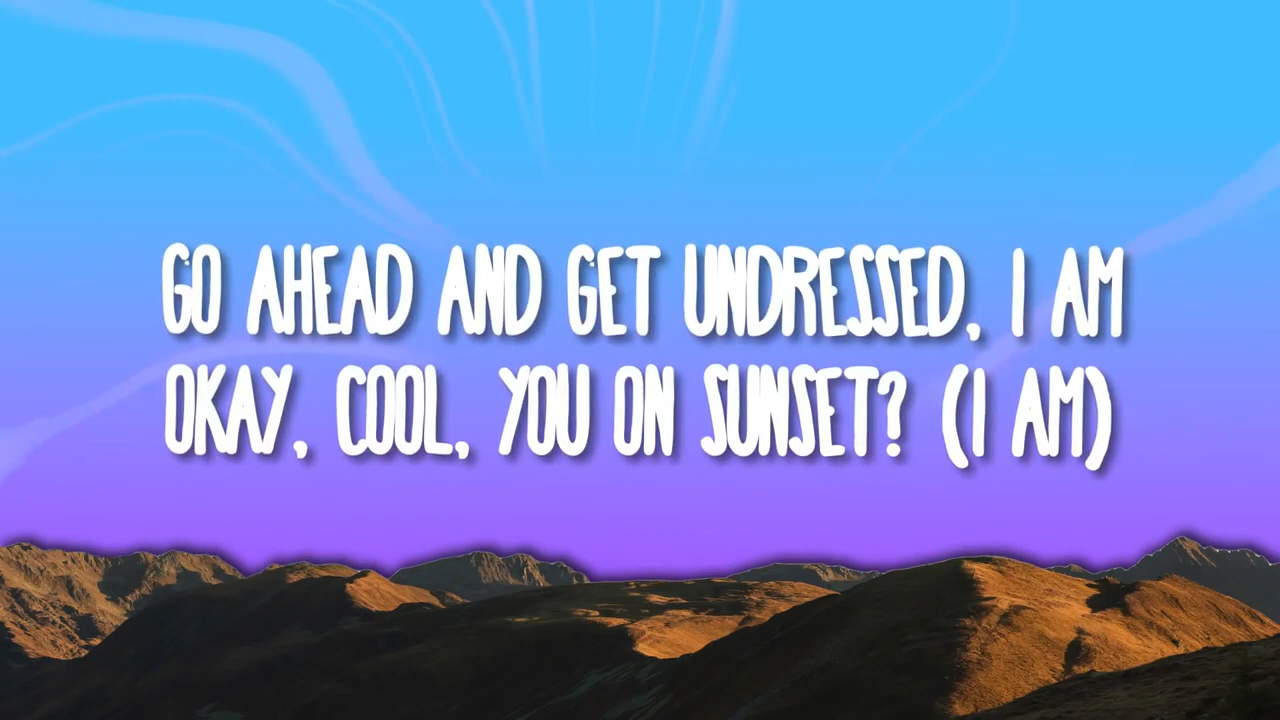 GO AHEAD AND GET UNDRESSED, I AM
OKAY, COOL, YOU ON SUNSET? (I AM)